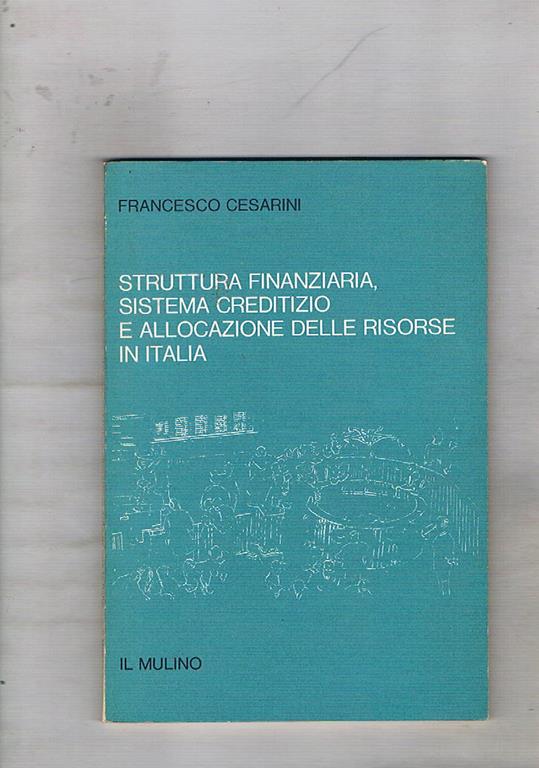 FRANCESCO CESARINI
STRUTTURA FINANZIARIA,
SISTEMA CREDITIZIO
E ALLOCAZIONE DELLE RISORSE
IN ITALIA
IL MULINO